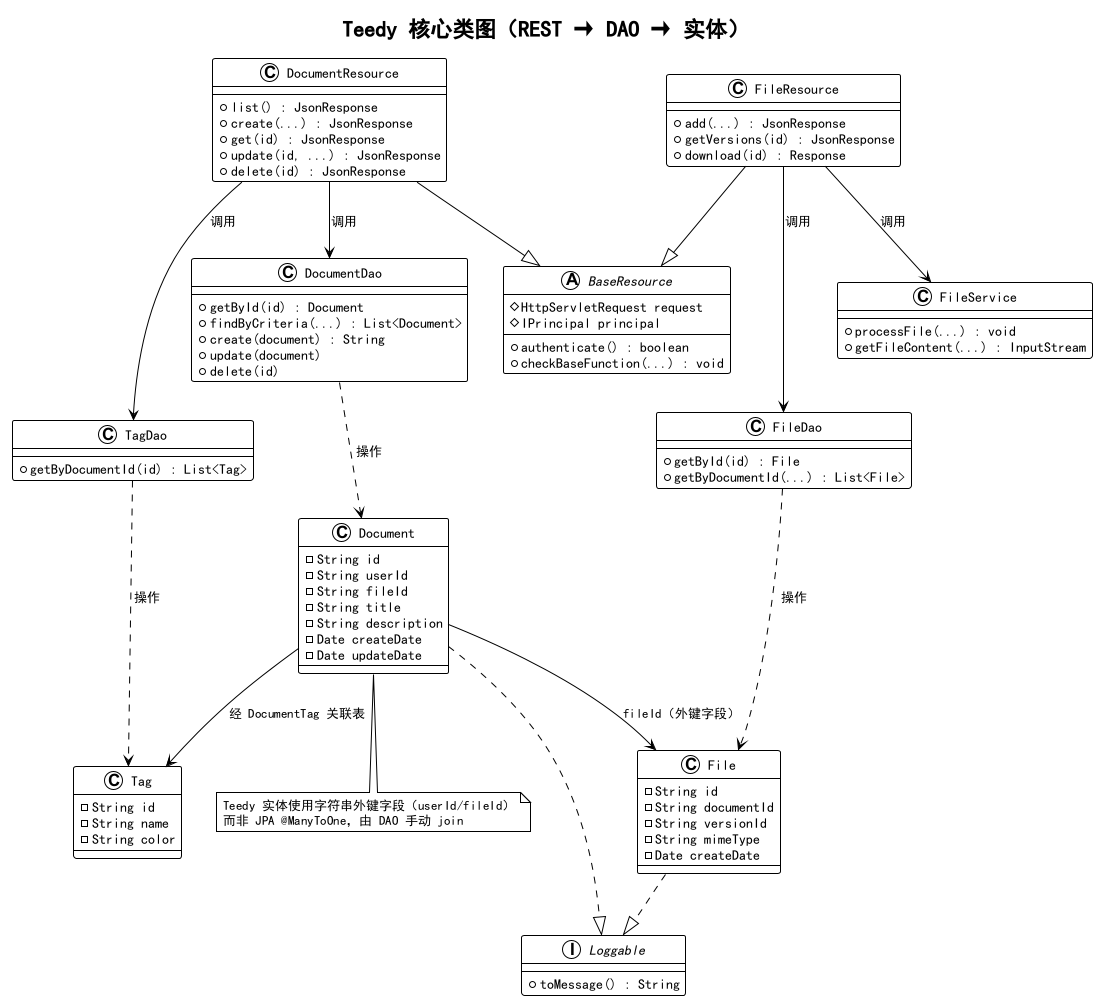 Teedy 核心类图（REST → DAO → 实体）
C DocumentResource
list() : JsonResponse
create(...) : JsonResponse
get(id) : JsonResponse
update(id, ...) : JsonResponse
delete(id) : JsonResponse
C FileResource
add(...) : JsonResponse
getVersions(id) : JsonResponse
download(id) : Response
调用
调用
调用
调用
C DocumentDao
getById(id) : Document
findByCriteria(...) : List<Document>
create(document) : String
update(document)
delete(id)
A BaseResource
HttpServletRequest request
IPrincipal principal
authenticate() : boolean
checkBaseFunction(...) : void
C FileService
processFile(...) : void
getFileContent(...) : InputStream
C TagDao
getByDocumentId(id) : List<Tag>
C FileDao
getById(id) : File
getByDocumentId(...) : List<File>
操作
操作
操作
C Document
String id
String userId
String fileId
String title
String description
Date createDate
Date updateDate
经 DocumentTag 关联表
fileId（外键字段）
C Tag
String id
String name
String color
Teedy 实体使用字符串外键字段（userId/fileId）
而非 JPA @ManyToOne，由 DAO 手动 join
C File
String id
String documentId
String versionId
String mimeType
Date createDate
I Loggable
toMessage() : String